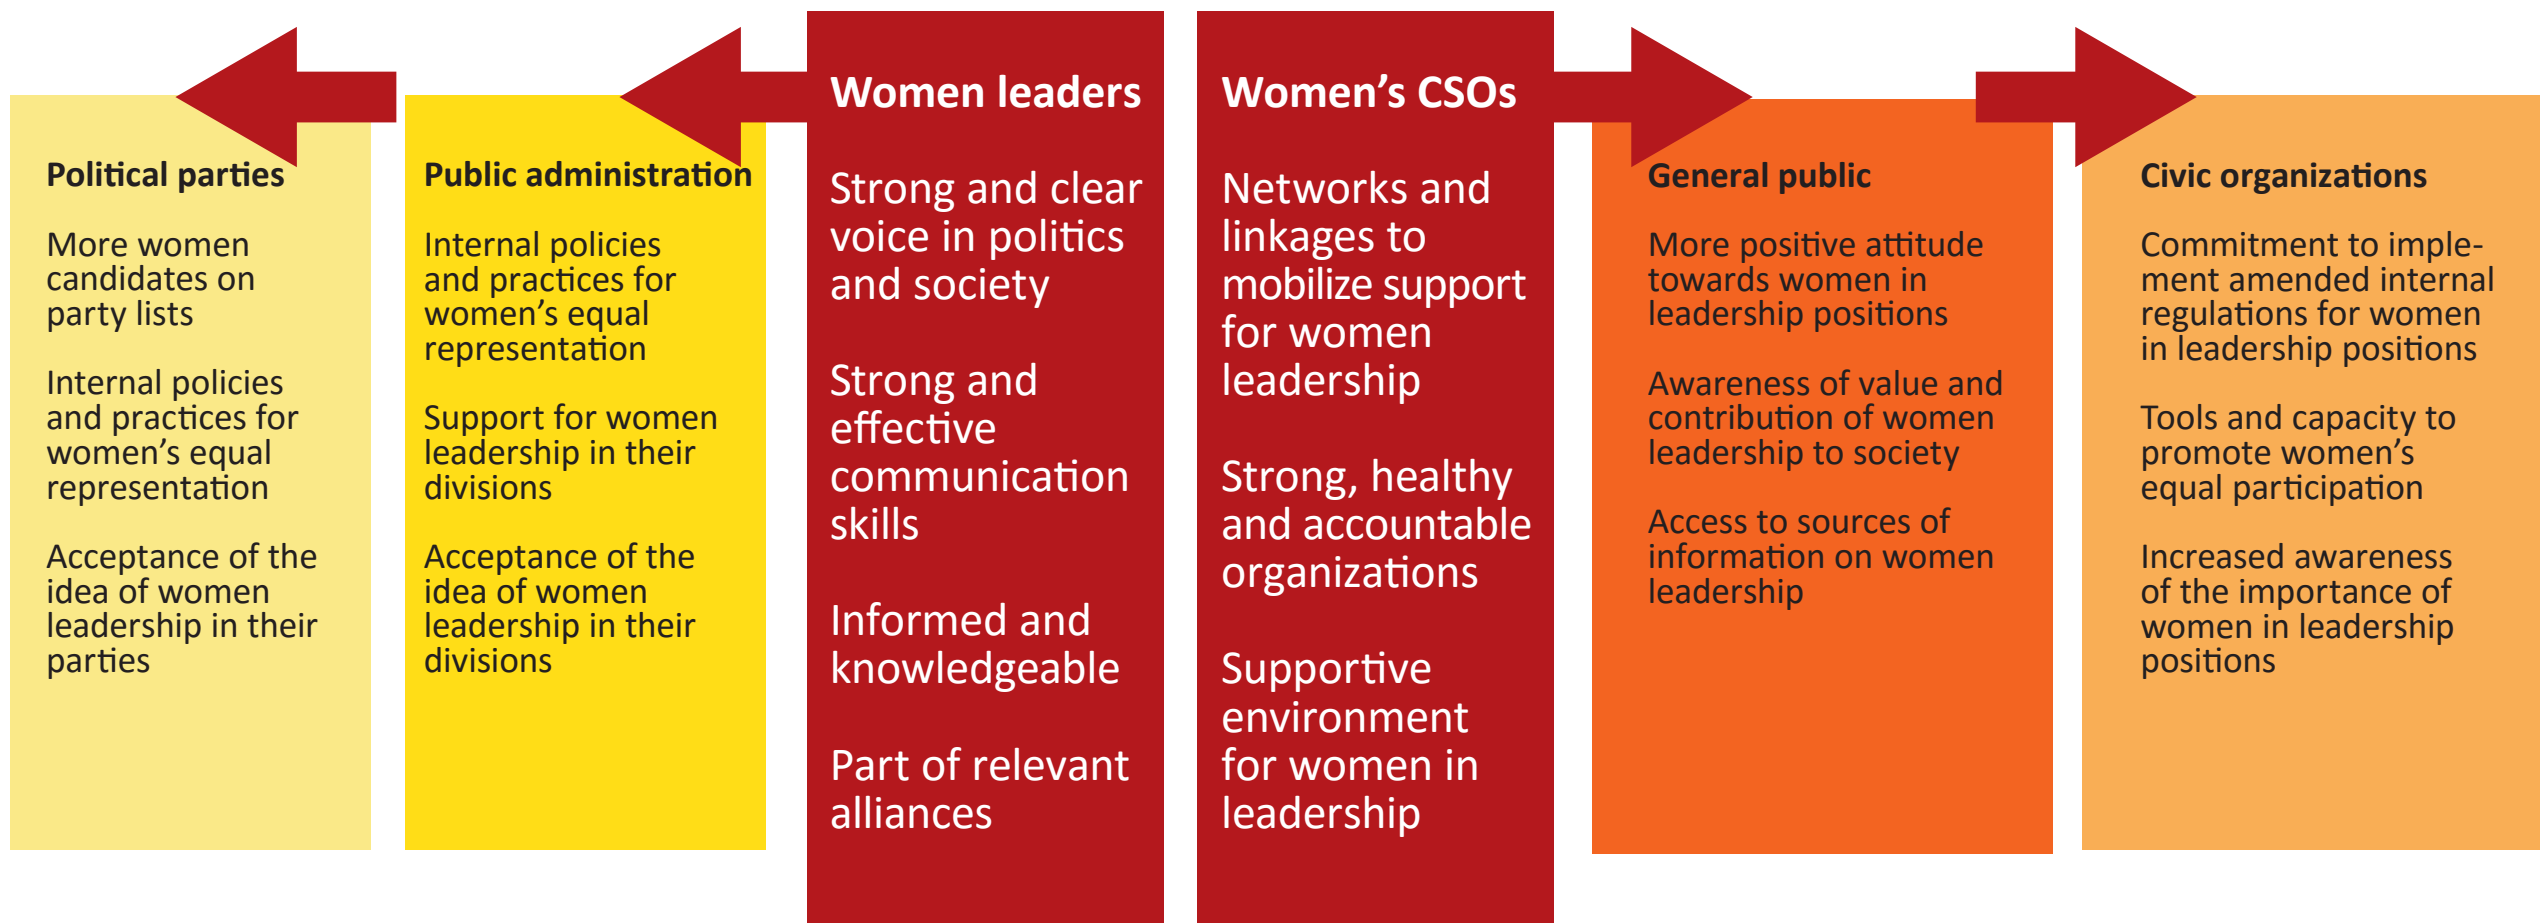 Political parties
More women
candidates on
party lists
Internal policies
and practices for
women's equal
representation
Acceptance of the
idea of women
leadership in their
parties
Public administration
Internal policies
and practices for
women's equal
representation
Support for women
leadership in their
divisions
Acceptance of the
idea of women
leadership in their
divisions
Women leaders
Strong and clear
voice in politics
and society
Strong and
effective
communication
skills
Informed and
knowledgeable
Part of relevant
alliances
Women's CSOs
Networks and
linkages to
mobilize support
for women
leadership
Strong, healthy
and accountable
organizations
Supportive
environment
for women in
leadership
General public
More positive attitude
towards women in
leadership positions
Awareness of value and
contribution of women
leadership to society
Access to sources of
information on women
leadership
Civic organizations
Commitment to imple-
ment amended internal
regulations for women
in leadership positions
Tools and capacity to
promote women's
equal participation
Increased awareness
of the importance of
women in leadership
positions